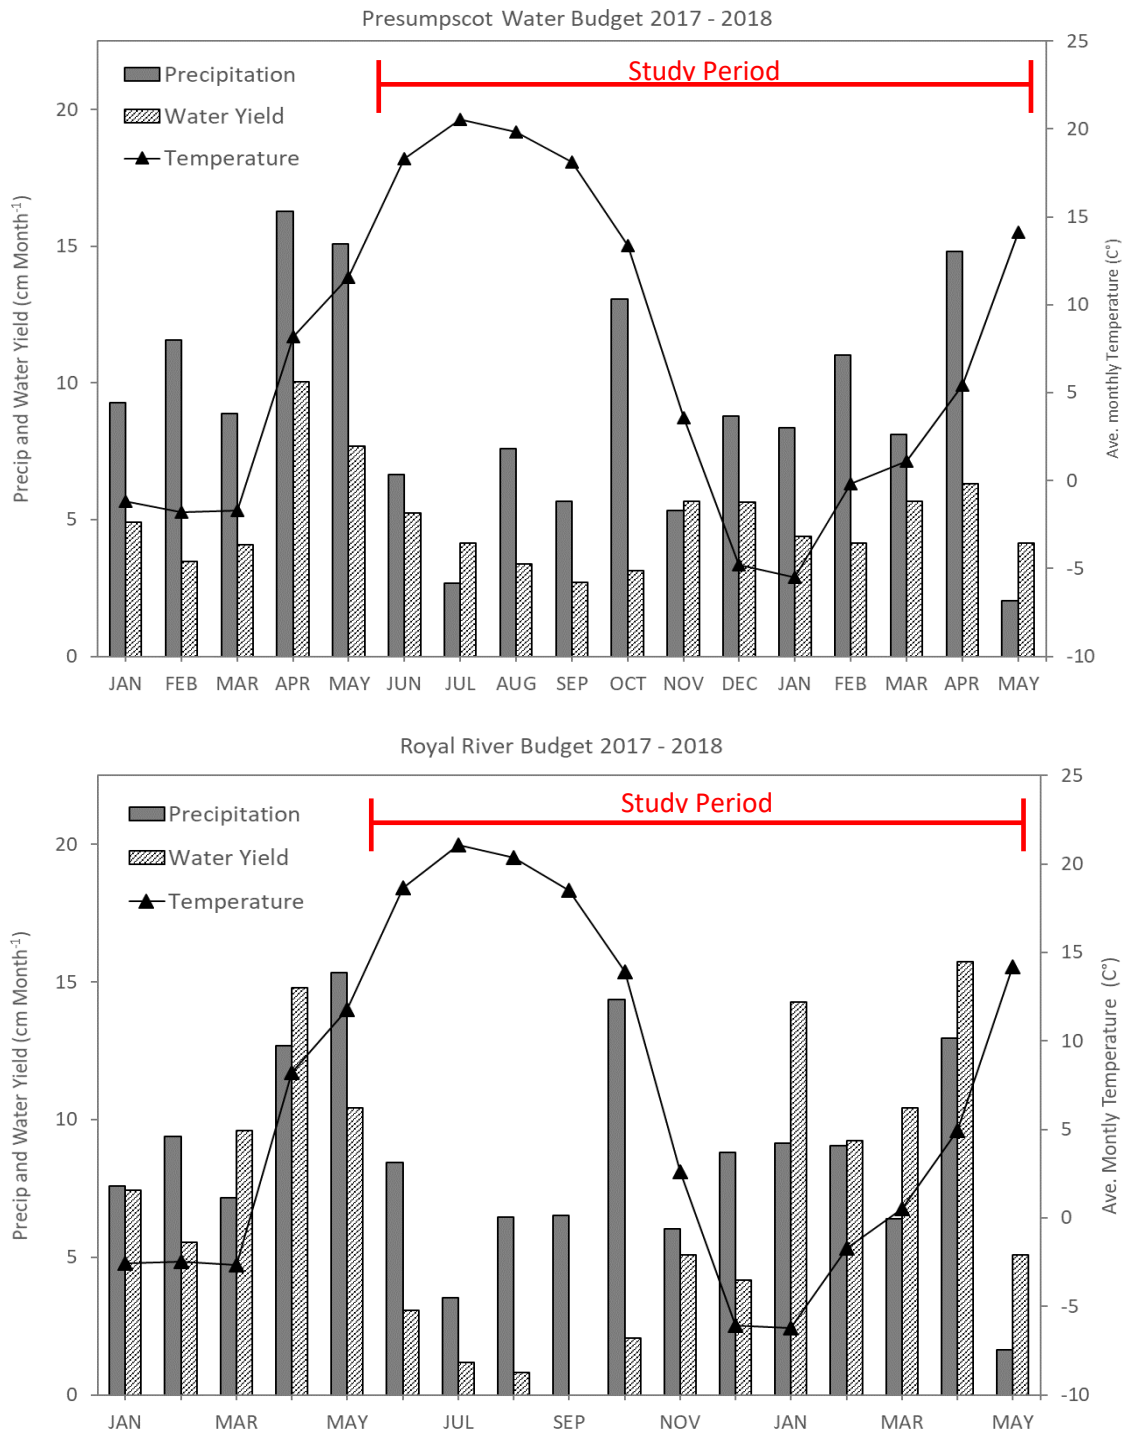 Presumpscot Water Budget 2017 - 2018
Precipitation
Water Yield
Temperature
Study Period
Precip and Water Yield (cm Month-1)
Ave. monthly Temperature (C°)
20
15
10
5
0
25
20
15
10
5
0
-5
-10
JAN FEB MAR APR MAY JUN JUL AUG SEP OCT NOV DEC JAN FEB MAR APR MAY
Royal River Budget 2017 - 2018
Precipitation
Water Yield
Temperature
Study Period
Precip and Water Yield (cm Month-1)
Ave. Montly Temperature (C°)
20
15
10
5
0
25
20
15
10
5
0
-5
-10
JAN MAR MAY JUL SEP NOV JAN MAR MAY